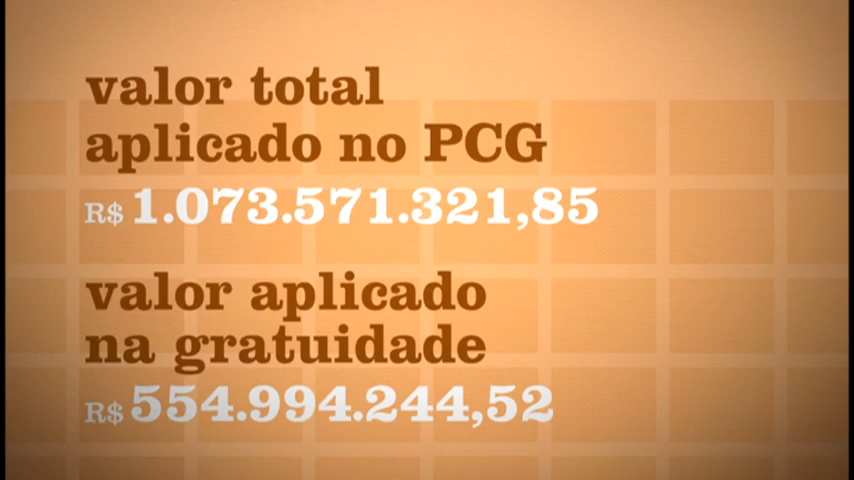 valor total
aplicado no PCG
R$ 1.073.571.321,85
valor aplicado
na gratuidade
R$ 554.994.244,52